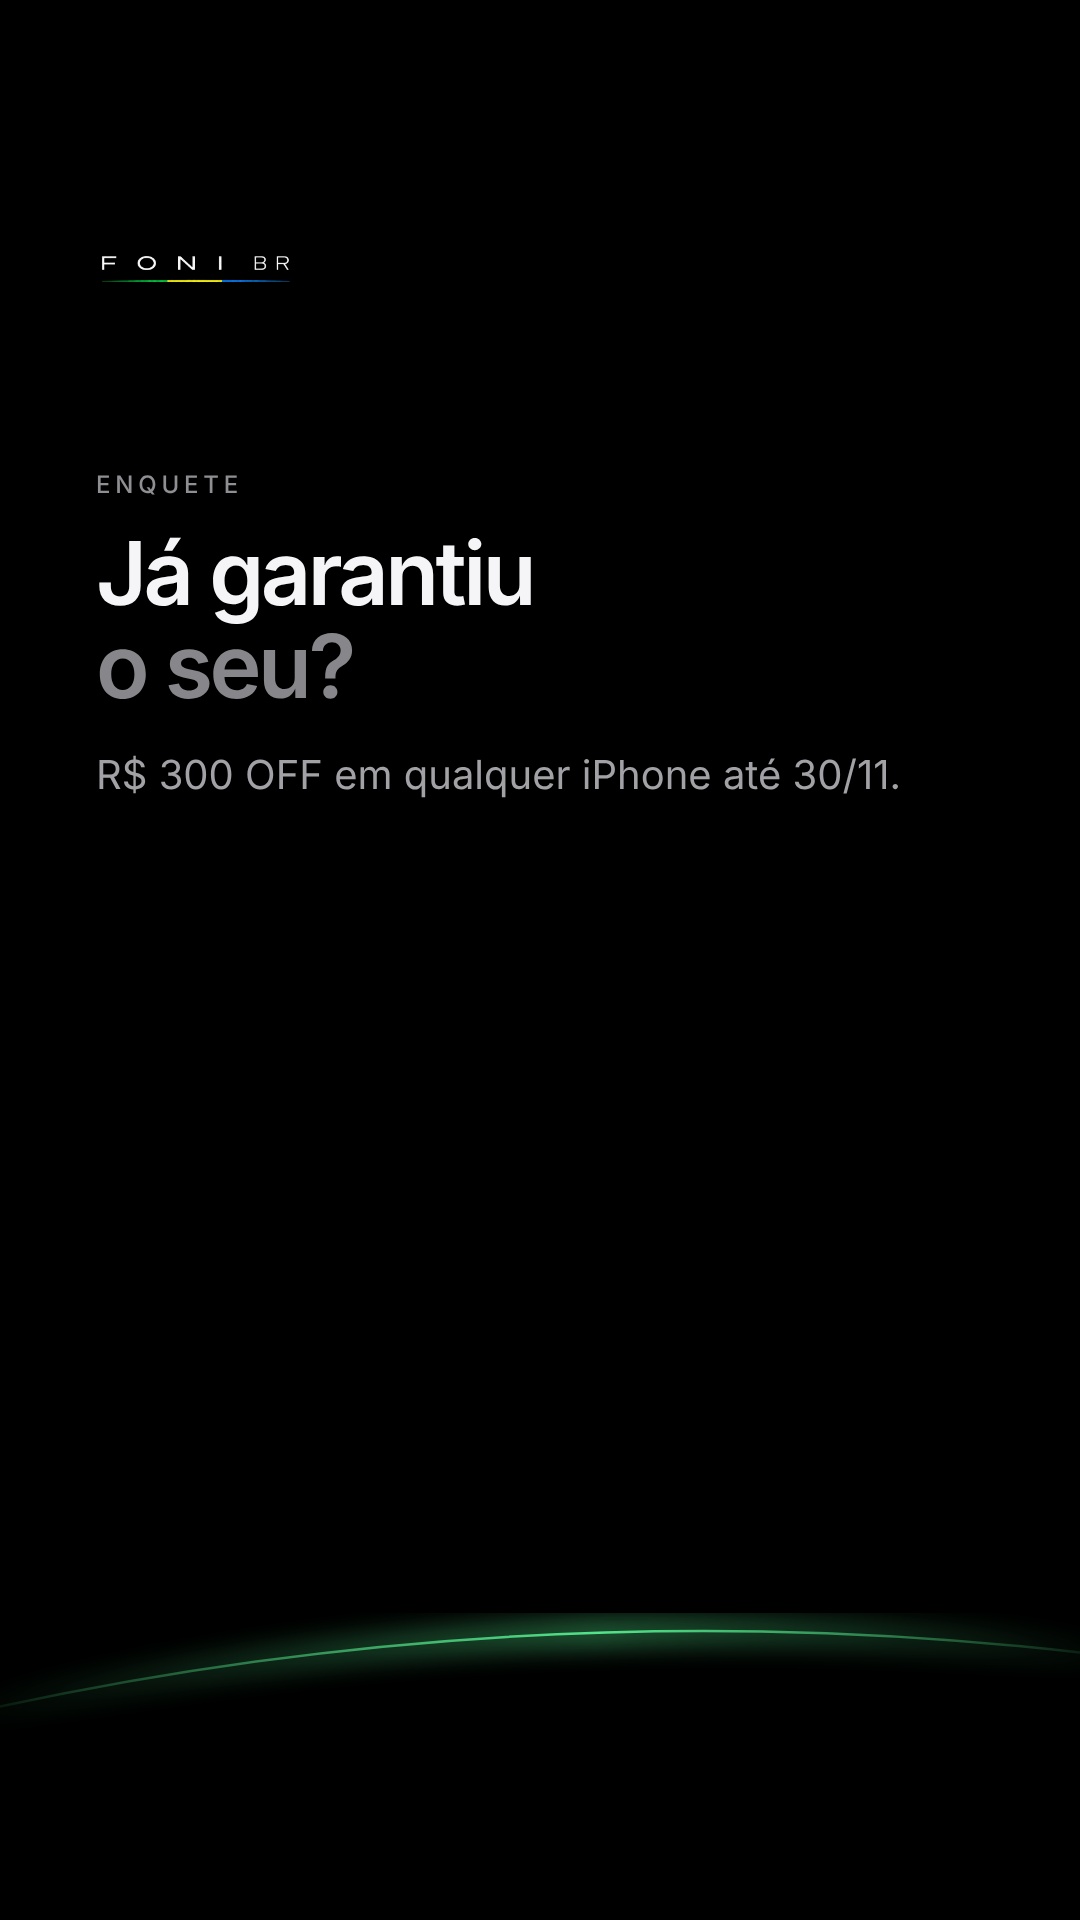 FONI BR
ENQUETE
Já garantiu
o seu?
R$ 300 OFF em qualquer iPhone até 30/11.